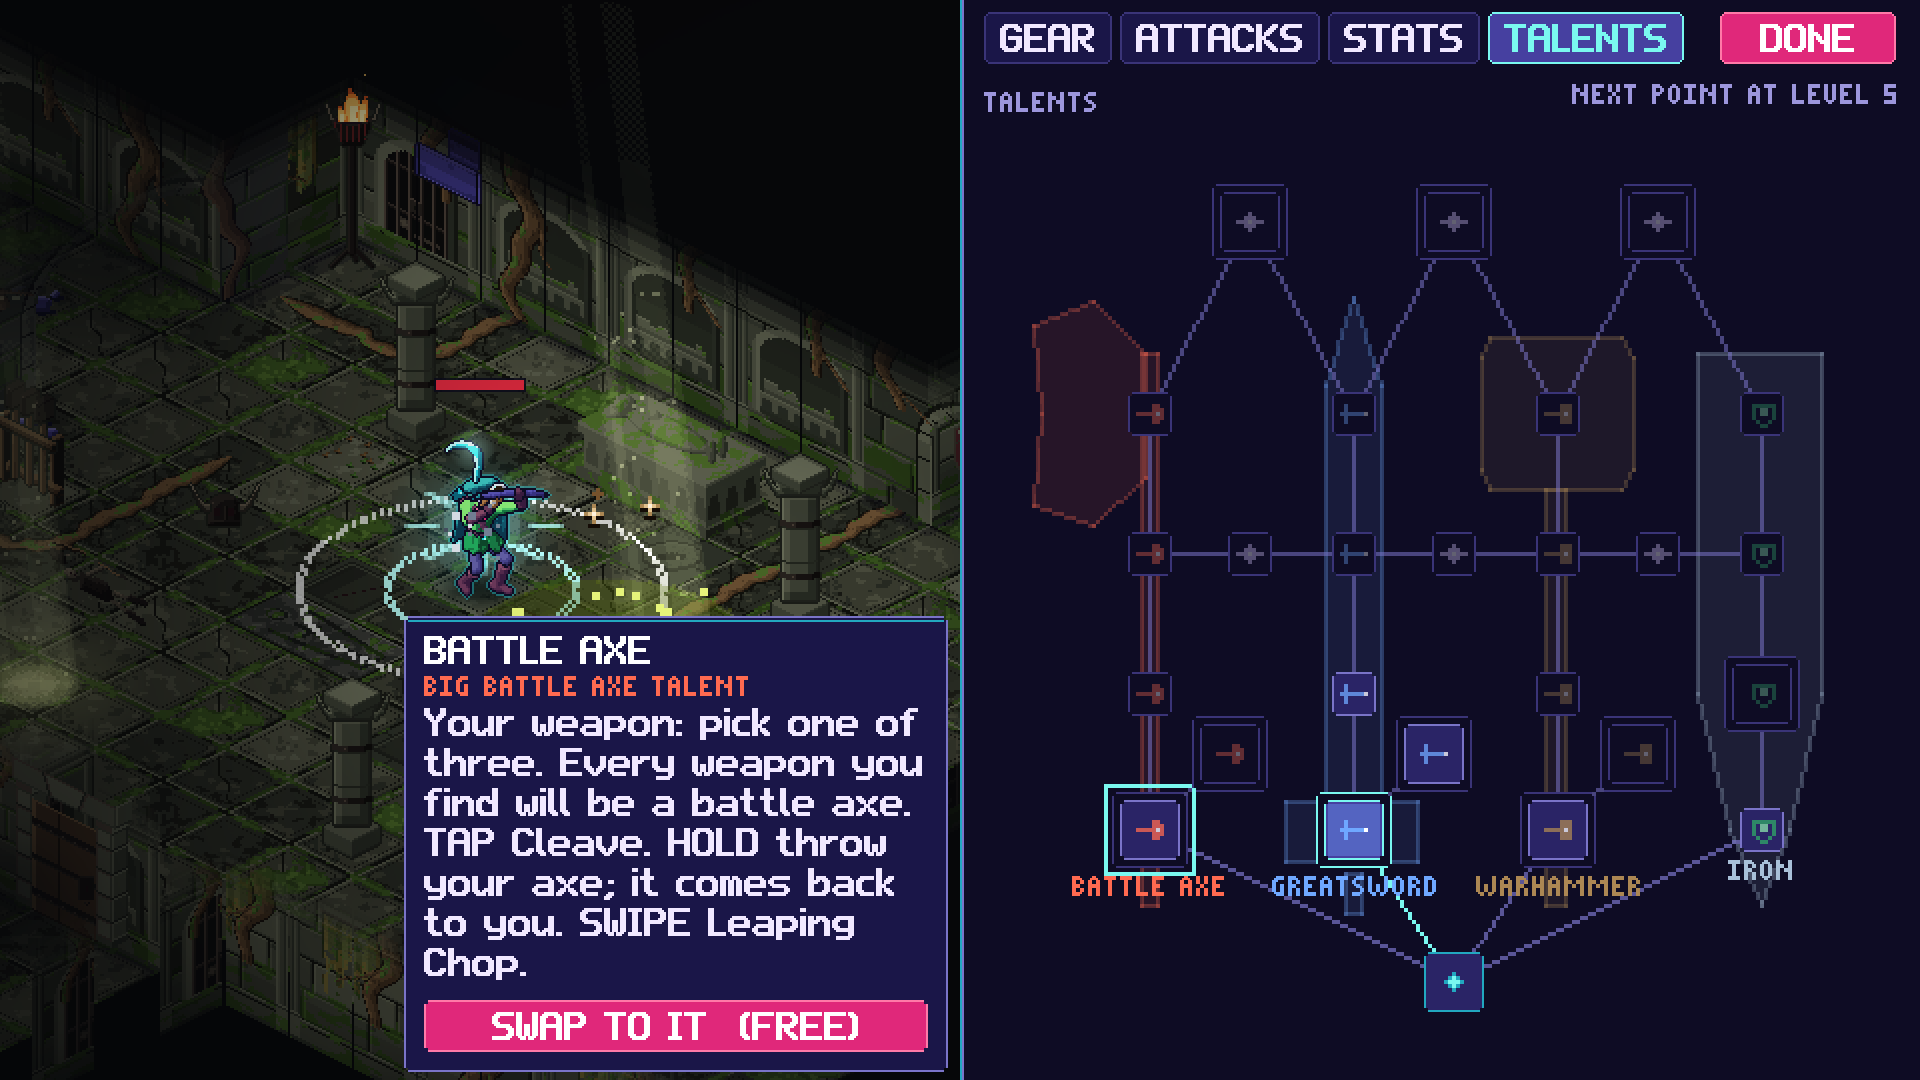 GEAR
ATTACKS
STATS
TALENTS
DONE
TALENTS
NEXT POINT AT LEVEL 5
BATTLE AXE
BIG BATTLE AXE TALENT
Your weapon: pick one of
three. Every weapon you
find will be a battle axe.
TAP Cleave. HOLD throw
your axe; it comes back
to you. SWIPE Leaping
Chop.
SWAP TO IT (FREE)
BATTLE AXE
GREATSWORD
WARHAMMER
IRON